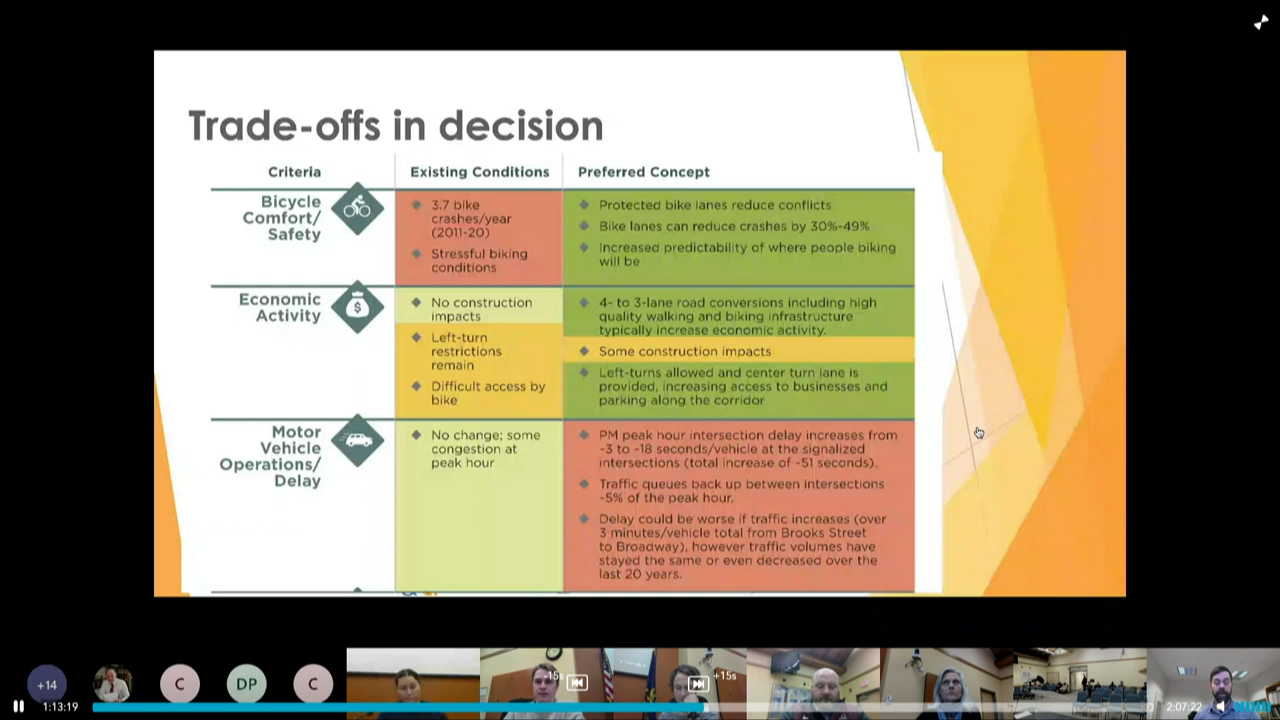 Trade-offs in decision
Criteria
Existing Conditions
Preferred Concept
Bicycle
Comfort/
Safety
3.7 bike
crashes/year
(2011-20)
Stressful biking
conditions
Protected bike lanes reduce conflicts
Bike lanes can reduce crashes by 30%-49%
Increased predictability of where people biking
will be
Economic
Activity
$
No construction
impacts
Left-turn
restrictions
remain
Difficult access by
bike
4- to 3-lane road conversions including high
quality walking and biking infrastructure
typically increase economic activity.
Some construction impacts
Left-turns allowed and center turn lane is
provided, increasing access to businesses and
parking along the corridor
Motor
Vehicle
Operations/
Delay
No change; some
congestion at
peak hour
PM peak hour intersection delay increases from
~3 to ~18 seconds/vehicle at the signalized
intersections (total increase of ~51 seconds).
Traffic queues back up between intersections
~5% of the peak hour.
Delay could be worse if traffic increases (over
3 minutes/vehicle total from Brooks Street
to Broadway), however traffic volumes have
stayed the same or even decreased over the
last 20 years.
+14
C
DP
C
-15s
+15s
1:13:19
2:07:22